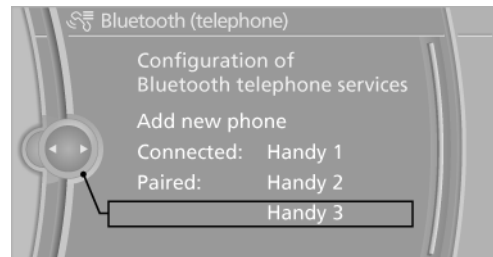 Bluetooth (telephone)
Configuration of
Bluetooth telephone services
Add new phone
Connected: Handy 1
Paired: Handy 2
Handy 3